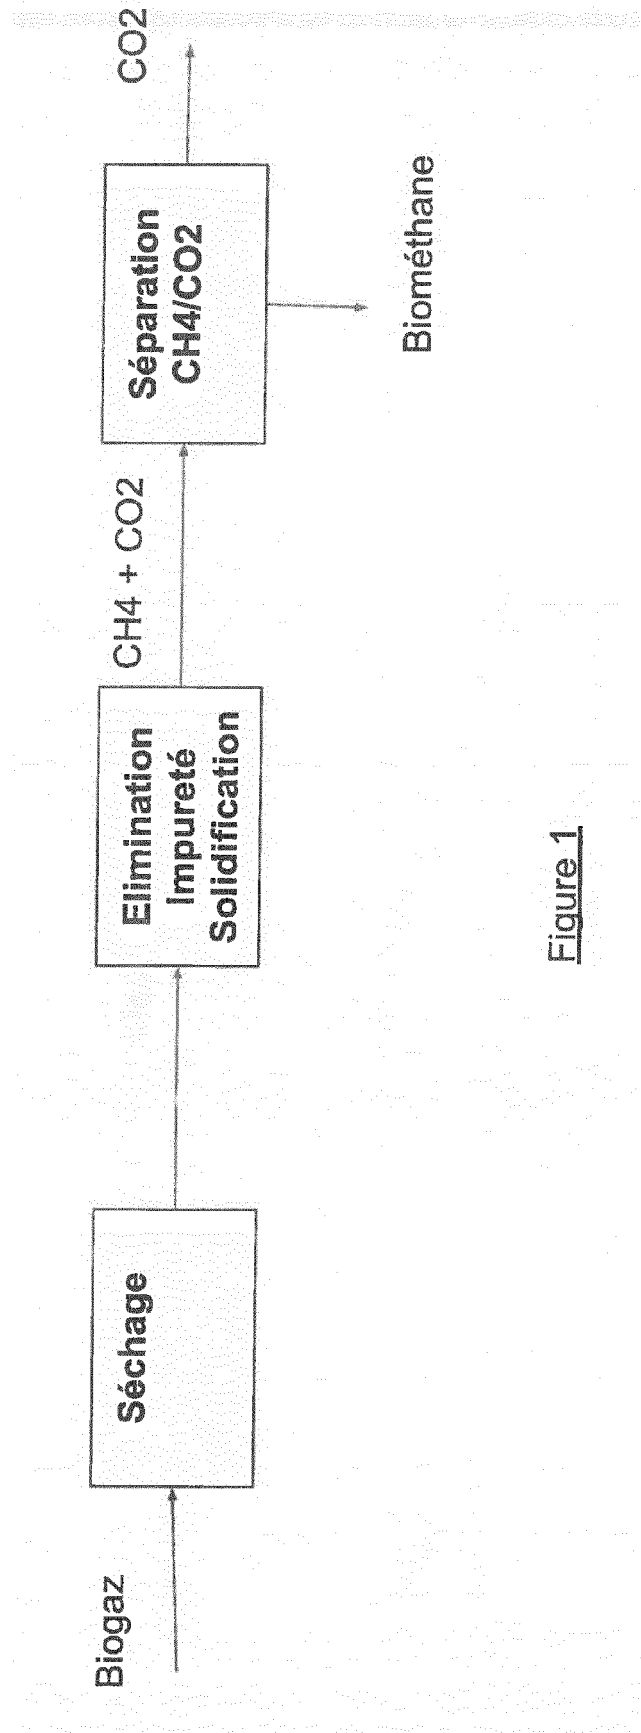 Biogaz
Séchage
Elimination
Impureté
Solidification
CH4 + CO2
Séparation
CH4/CO2
CO2
Biométhane
Figure 1